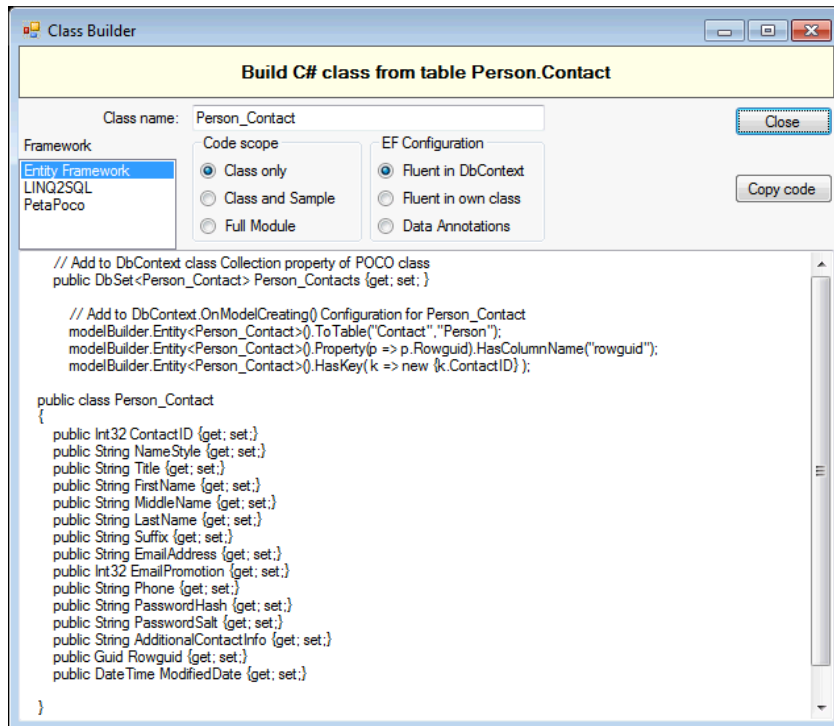 Class Builder
Build C# class from table Person.Contact
Class name: Person_Contact
Close
Framework
Entity Framework
LINQ2SQL
PetaPoco
Code scope
Class only
Class and Sample
Full Module
EF Configuration
Fluent in DbContext
Fluent in own class
Data Annotations
Copy code
// Add to DbContext class Collection property of POCO class
public DbSet<Person_Contact> Person_Contacts {get; set; }
// Add to DbContext.OnModelCreating() Configuration for Person_Contact
modelBuilder.Entity<Person_Contact>().ToTable("Contact","Person");
modelBuilder.Entity<Person_Contact>().Property(p => p.Rowguid).HasColumnName("rowguid");
modelBuilder.Entity<Person_Contact>().HasKey( k => new {k.ContactID} );
public class Person_Contact
{
public Int32 ContactID {get; set;}
public String NameStyle {get; set;}
public String Title {get; set;}
public String FirstName {get; set;}
public String MiddleName {get; set;}
public String LastName {get; set;}
public String Suffix {get; set;}
public String EmailAddress {get; set;}
public Int32 EmailPromotion {get; set;}
public String Phone {get; set;}
public String PasswordHash {get; set;}
public String PasswordSalt {get; set;}
public String AdditionalContactInfo {get; set;}
public Guid Rowguid {get; set;}
public DateTime ModifiedDate {get; set;}
}